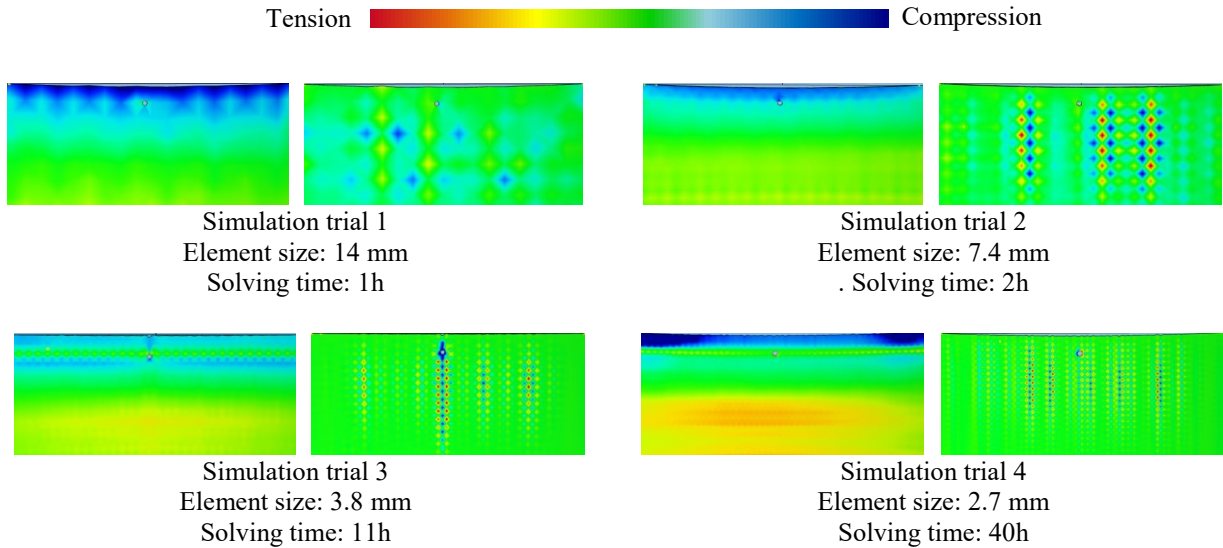 Tension Compression
Simulation trial 1
Element size: 14 mm
Solving time: 1h
Simulation trial 2
Element size: 7.4 mm
. Solving time: 2h
Simulation trial 3
Element size: 3.8 mm
Solving time: 11h
Simulation trial 4
Element size: 2.7 mm
Solving time: 40h